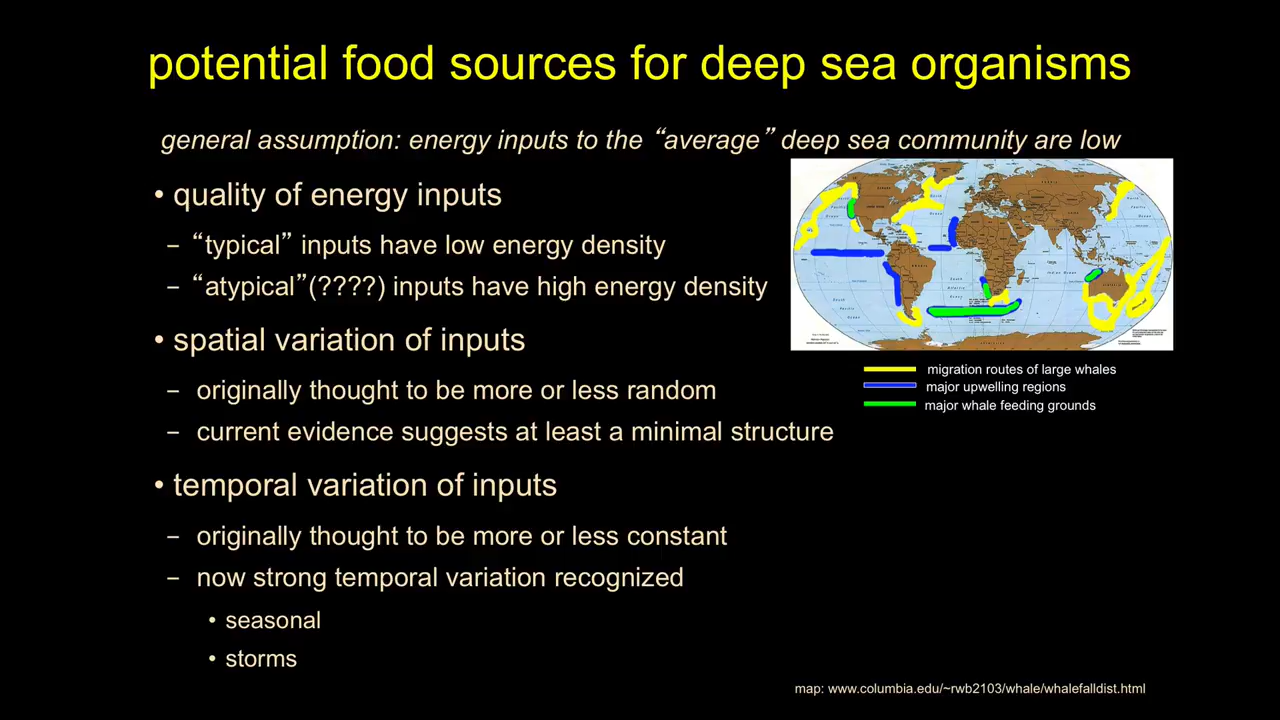 potential food sources for deep sea organisms
general assumption: energy inputs to the “average” deep sea community are low
• quality of energy inputs
– “typical” inputs have low energy density
– “atypical”(????) inputs have high energy density
• spatial variation of inputs
– originally thought to be more or less random
– current evidence suggests at least a minimal structure
• temporal variation of inputs
– originally thought to be more or less constant
– now strong temporal variation recognized
• seasonal
• storms
migration routes of large whales
major upwelling regions
major whale feeding grounds
map: www.columbia.edu/~rwb2103/whale/whalefalldist.html